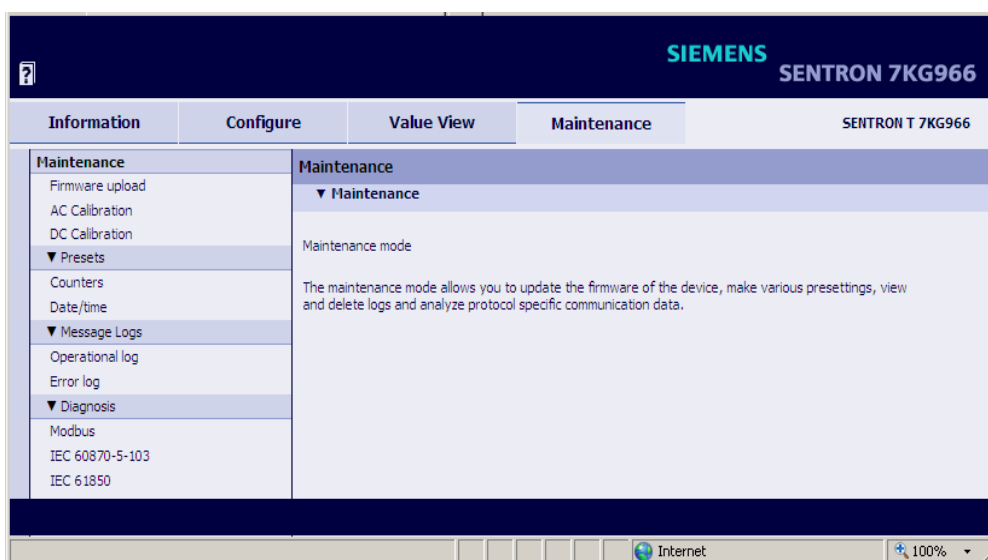 ?
SIEMENS
SENTRON 7KG966
Information Configure Value View Maintenance SENTRON T 7KG966
Maintenance
Firmware upload
AC Calibration
DC Calibration
▼ Presets
Counters
Date/time
▼ Message Logs
Operational log
Error log
▼ Diagnosis
Modbus
IEC 60870-5-103
IEC 61850
Maintenance
▼ Maintenance
Maintenance mode
The maintenance mode allows you to update the firmware of the device, make various presettings, view
and delete logs and analyze protocol specific communication data.
Internet 100%